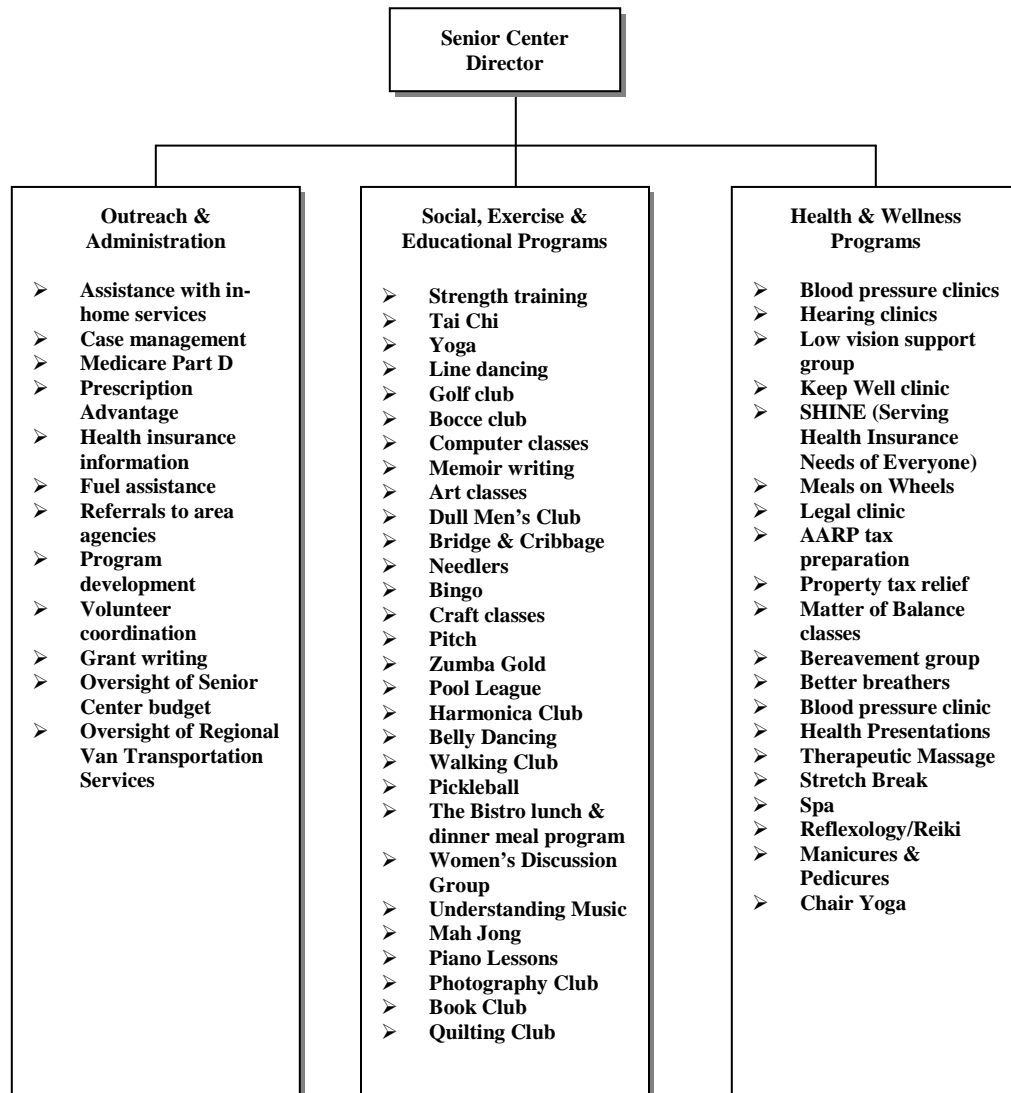 Senior Center
Director
Outreach &
Administration
➢ Assistance with in-
home services
➢ Case management
➢ Medicare Part D
➢ Prescription
Advantage
➢ Health insurance
information
➢ Fuel assistance
➢ Referrals to area
agencies
➢ Program
development
➢ Volunteer
coordination
➢ Grant writing
➢ Oversight of Senior
Center budget
➢ Oversight of Regional
Van Transportation
Services
Social, Exercise &
Educational Programs
➢ Strength training
➢ Tai Chi
➢ Yoga
➢ Line dancing
➢ Golf club
➢ Bocce club
➢ Computer classes
➢ Memoir writing
➢ Art classes
➢ Dull Men’s Club
➢ Bridge & Cribbage
➢ Needlers
➢ Bingo
➢ Craft classes
➢ Pitch
➢ Zumba Gold
➢ Pool League
➢ Harmonica Club
➢ Belly Dancing
➢ Walking Club
➢ Pickleball
➢ The Bistro lunch &
dinner meal program
➢ Women’s Discussion
Group
➢ Understanding Music
➢ Mah Jong
➢ Piano Lessons
➢ Photography Club
➢ Book Club
➢ Quilting Club
Health & Wellness
Programs
➢ Blood pressure clinics
➢ Hearing clinics
➢ Low vision support
group
➢ Keep Well clinic
➢ SHINE (Serving
Health Insurance
Needs of Everyone)
➢ Meals on Wheels
➢ Legal clinic
➢ AARP tax
preparation
➢ Property tax relief
➢ Matter of Balance
classes
➢ Bereavement group
➢ Better breathers
➢ Blood pressure clinic
➢ Health Presentations
➢ Therapeutic Massage
➢ Stretch Break
➢ Spa
➢ Reflexology/Reiki
➢ Manicures &
Pedicures
➢ Chair Yoga